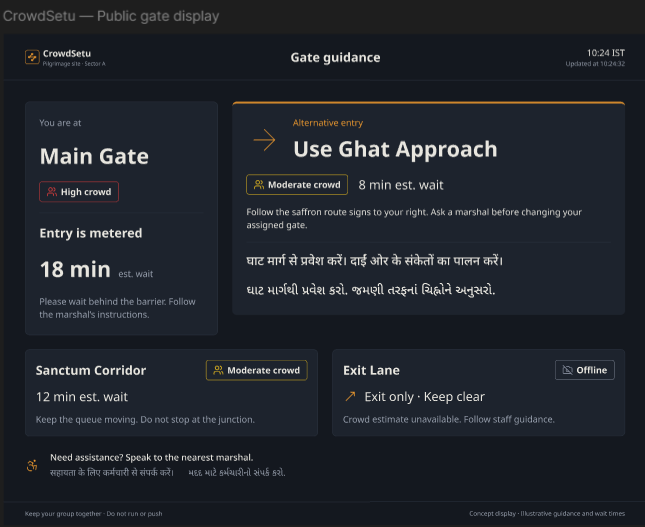 CrowdSetu — Public gate display
CrowdSetu
Pilgrimage site · Sector A
Gate guidance
10:24 IST
Updated at 10:24:32
You are at
Main Gate
High crowd
Entry is metered
18 min est. wait
Please wait behind the barrier. Follow
the marshal's instructions.
Alternative entry
Use Ghat Approach
Moderate crowd
8 min est. wait
Follow the saffron route signs to your right. Ask a marshal before changing your
assigned gate.
घाट मार्ग से प्रवेश करें। दाईं ओर के संकेतों का पालन करें।
ઘાટ માર્ગથી પ્રવેશ કરો. જમણી તરફનાં ચિહ્નોને અનુસરો.
Sanctum Corridor
Moderate crowd
12 min est. wait
Keep the queue moving. Do not stop at the junction.
Exit Lane
Offline
Exit only · Keep clear
Crowd estimate unavailable. Follow staff guidance.
Need assistance? Speak to the nearest marshal.
सहायता के लिए कर्मचारी से संपर्क करें। મદદ માટે કર્મચારીનો સંપર્ક કરો.
Keep your group together · Do not run or push
Concept display · Illustrative guidance and wait times